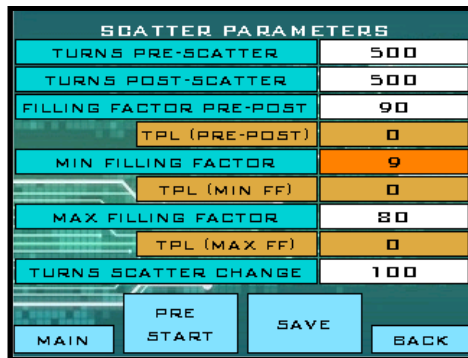 SCATTER PARAMETERS
TURNS PRE-SCATTER 500
TURNS POST-SCATTER 500
FILLING FACTOR PRE-POST 90
TPL (PRE-POST) 0
MIN FILLING FACTOR 9
TPL (MIN FF) 0
MAX FILLING FACTOR 80
TPL (MAX FF) 0
TURNS SCATTER CHANGE 100
MAIN
PRE
START
SAVE
BACK